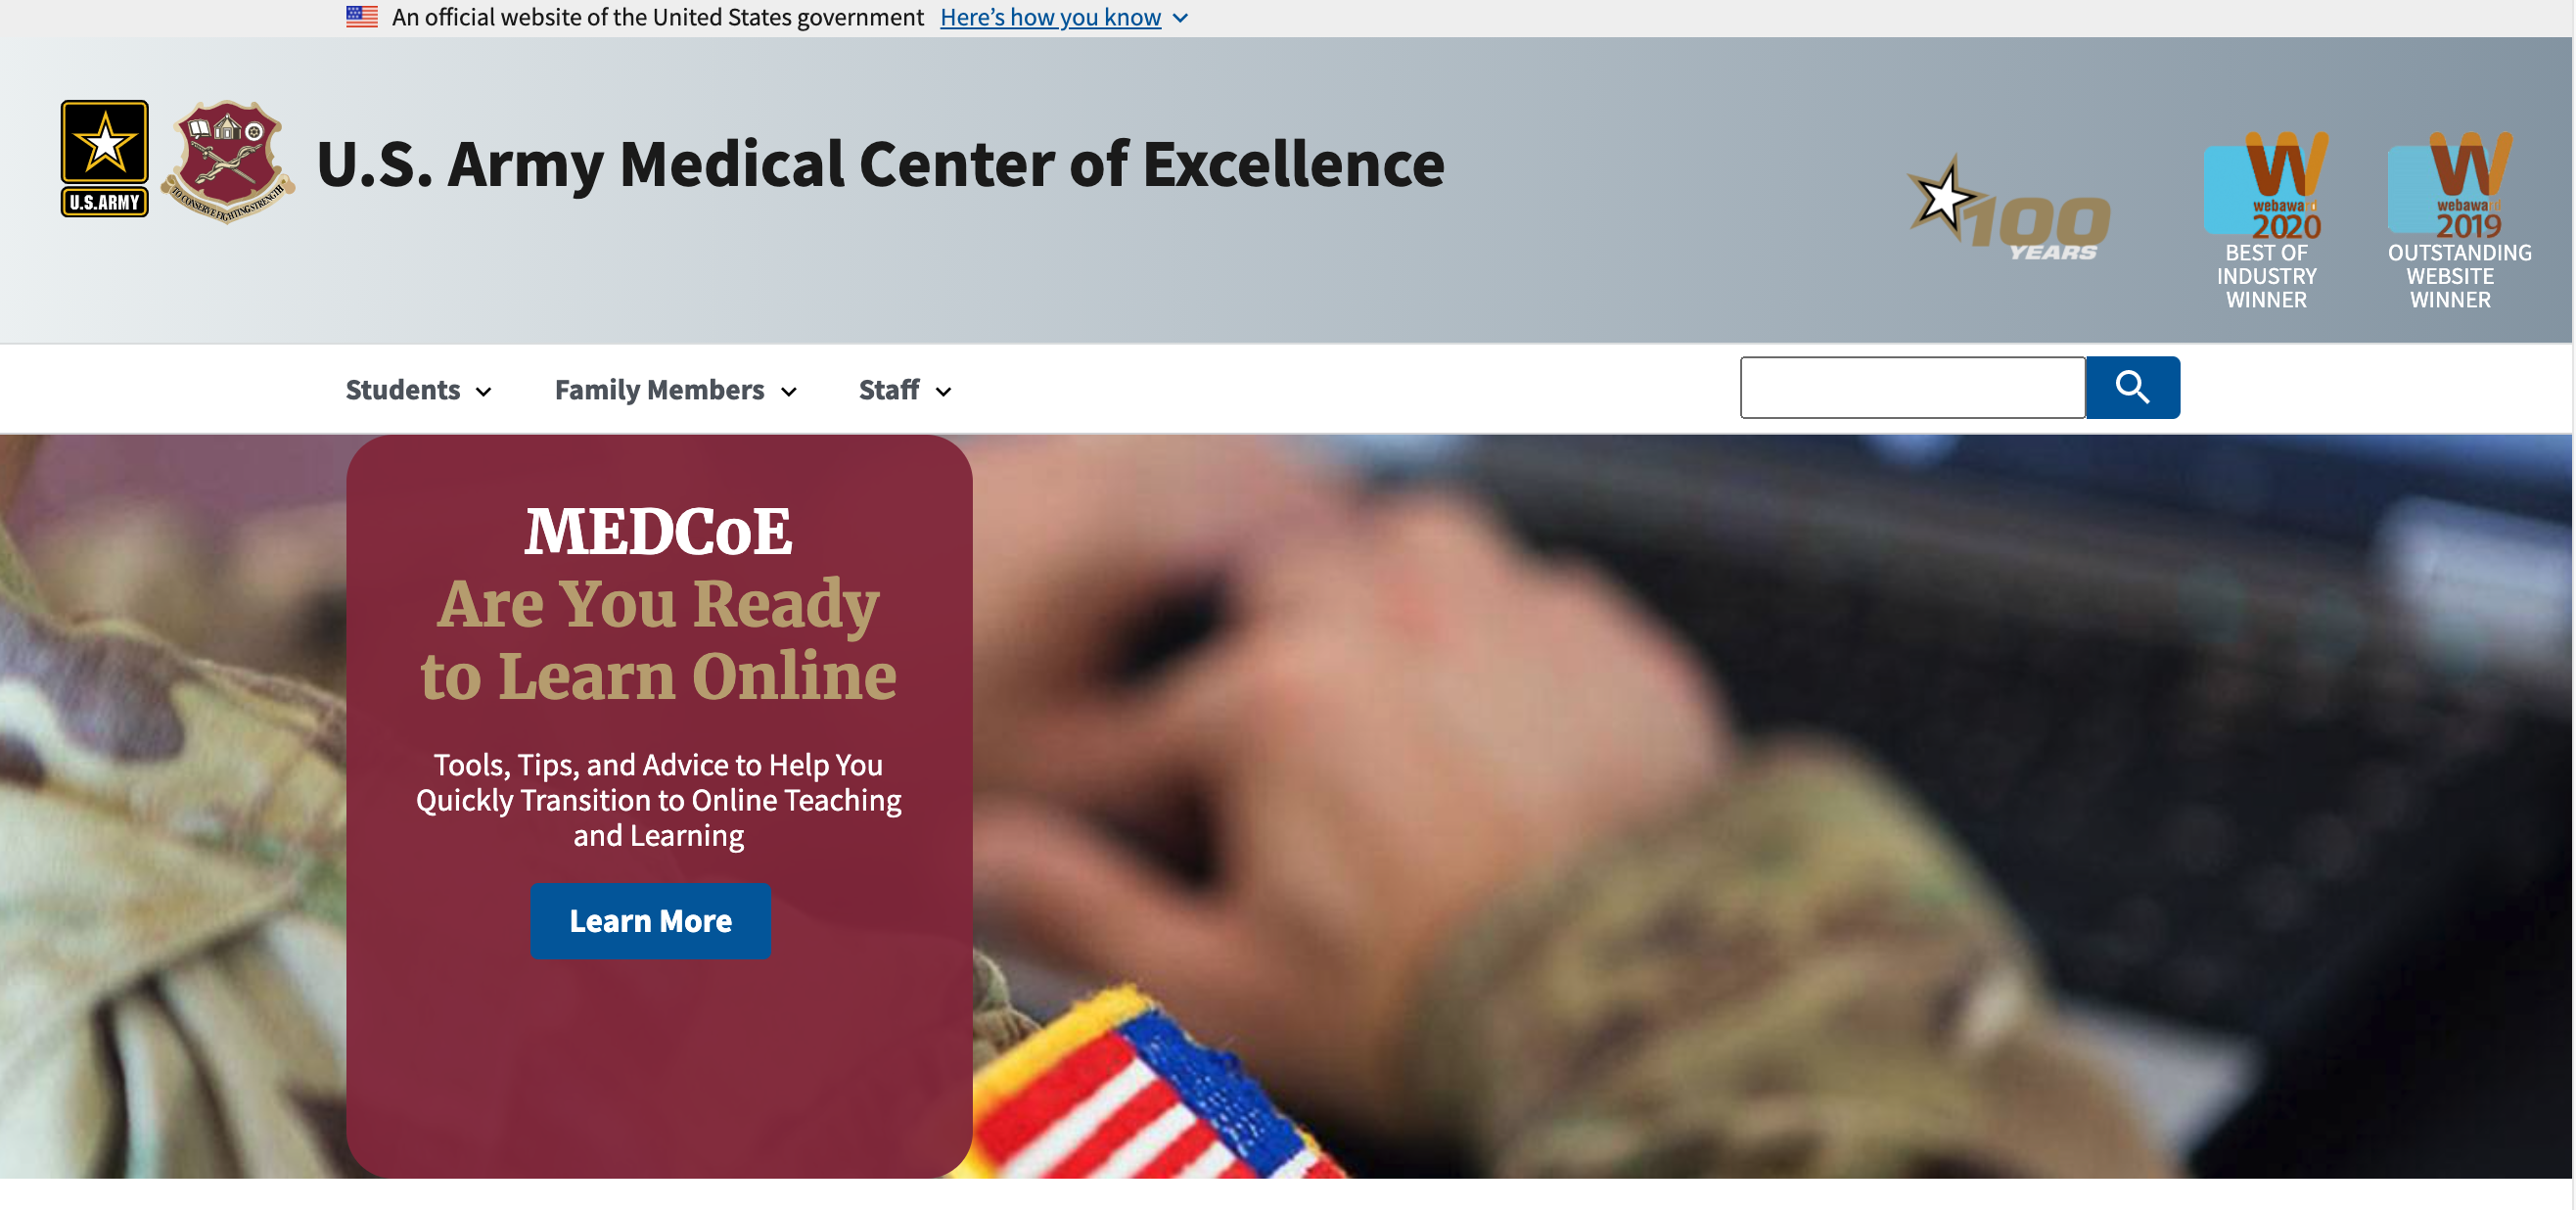 An official website of the United States government Here's how you know
U.S.ARMY
TO CONSERVE FIGHTING STRENGTH
U.S. Army Medical Center of Excellence
100
YEARS
webaward
2020
BEST OF
INDUSTRY
WINNER
webaward
2019
OUTSTANDING
WEBSITE
WINNER
Students Family Members Staff
MEDCoE
Are You Ready
to Learn Online
Tools, Tips, and Advice to Help You
Quickly Transition to Online Teaching
and Learning
Learn More